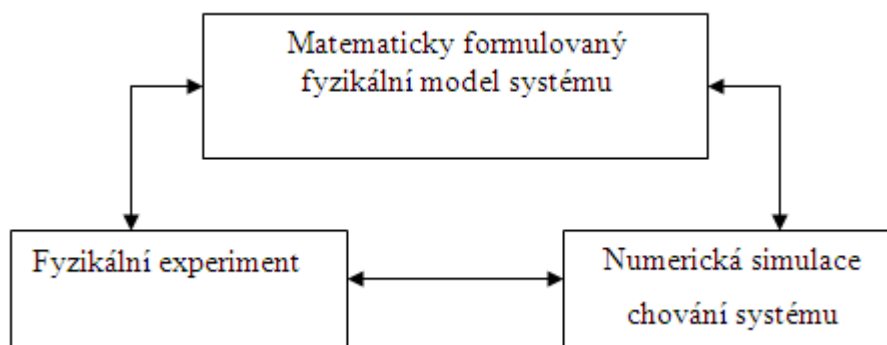 Matematicky formulovaný
fyzikální model systému
Fyzikální experiment
Numerická simulace
chování systému